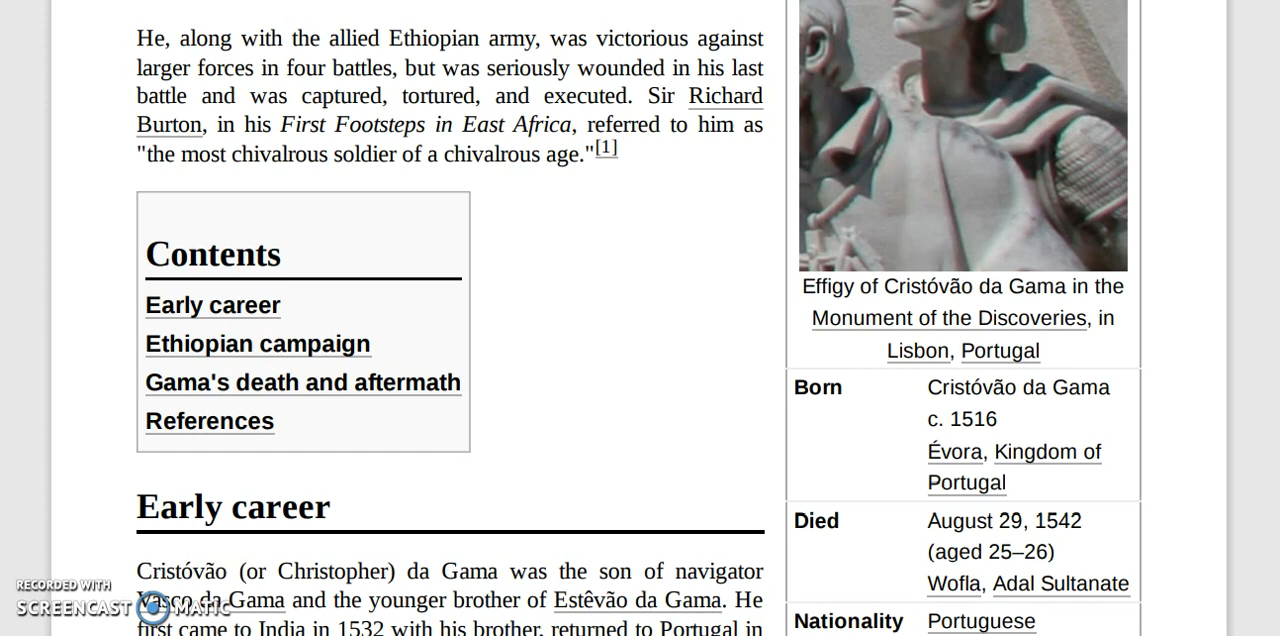 He, along with the allied Ethiopian army, was victorious against
larger forces in four battles, but was seriously wounded in his last
battle and was captured, tortured, and executed. Sir Richard
Burton, in his First Footsteps in East Africa, referred to him as
"the most chivalrous soldier of a chivalrous age."[1]
Contents
Early career
Ethiopian campaign
Gama's death and aftermath
References
Early career
Cristóvão (or Christopher) da Gama was the son of navigator
Vasco da Gama and the younger brother of Estêvão da Gama. He
first came to India in 1532 with his brother, returned to Portugal in
Effigy of Cristóvão da Gama in the
Monument of the Discoveries, in
Lisbon, Portugal
Born Cristóvão da Gama
c. 1516
Évora, Kingdom of
Portugal
Died August 29, 1542
(aged 25–26)
Wofla, Adal Sultanate
Nationality Portuguese
RECORDED WITH
SCREENCAST MATIC